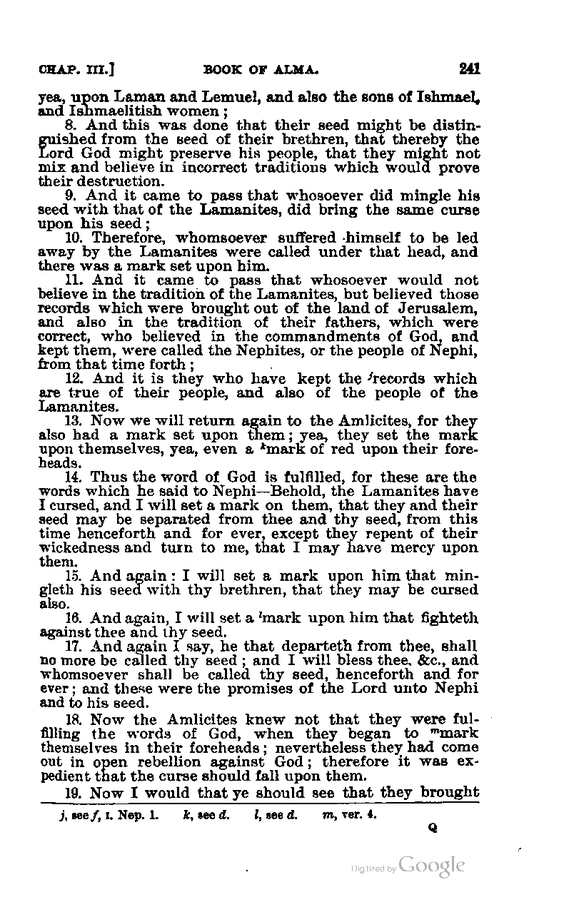 CHAP. III.] BOOK OF ALMA. 241
yea, upon Laman and Lemuel, and also the sons of Ishmael,
and Ishmaelitish women ;
8. And this was done that their seed might be distin-
guished from the seed of their brethren, that thereby the
Lord God might preserve his people, that they might not
mix and believe in incorrect traditions which would prove
their destruction.
9. And it came to pass that whosoever did mingle his
seed with that of the Lamanites, did bring the same curse
upon his seed ;
10. Therefore, whomsoever suffered himself to be led
away by the Lamanites were called under that head, and
there was a mark set upon him.
11. And it came to pass that whosoever would not
believe in the tradition of the Lamanites, but believed those
records which were brought out of the land of Jerusalem,
and also in the tradition of their fathers, which were
correct, who believed in the commandments of God, and
kept them, were called the Nephites, or the people of Nephi,
from that time forth ;
12. And it is they who have kept the jrecords which
are true of their people, and also of the people of the
Lamanites.
13. Now we will return again to the Amlicites, for they
also had a mark set upon them ; yea, they set the mark
upon themselves, yea, even a kmark of red upon their fore-
heads.
14. Thus the word of God is fulfilled, for these are the
words which he said to Nephi—Behold, the Lamanites have
I cursed, and I will set a mark on them, that they and their
seed may be separated from thee and thy seed, from this
time henceforth and for ever, except they repent of their
wickedness and turn to me, that I may have mercy upon
them.
15. And again : I will set a mark upon him that min-
gleth his seed with thy brethren, that they may be cursed
also.
16. And again, I will set a lmark upon him that fighteth
against thee and thy seed.
17. And again I say, he that departeth from thee, shall
no more be called thy seed ; and I will bless thee, &c., and
whomsoever shall be called thy seed, henceforth and for
ever ; and these were the promises of the Lord unto Nephi
and to his seed.
18. Now the Amlicites knew not that they were ful-
filling the words of God, when they began to mmark
themselves in their foreheads ; nevertheless they had come
out in open rebellion against God ; therefore it was ex-
pedient that the curse should fall upon them.
19. Now I would that ye should see that they brought
j, see f, I. Nep. 1. k, see d. l, see d. m, ver. 4.
Q
Digitized by Google